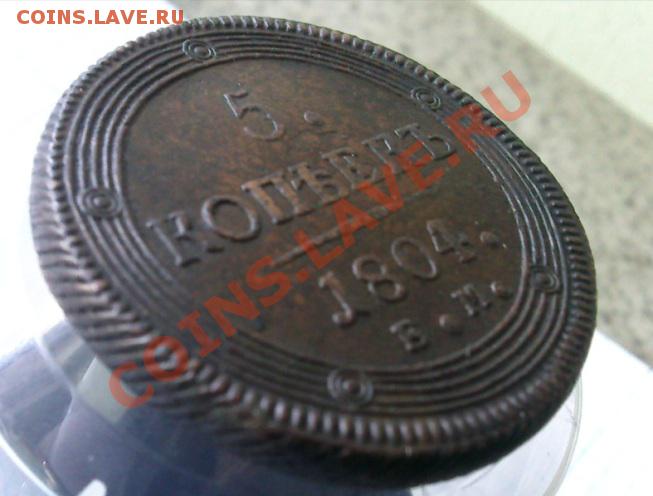 COINS.LAVE.RU
5.
КОПѢЕКЪ
1804.
Е.М.
COINS.LAVE.RU